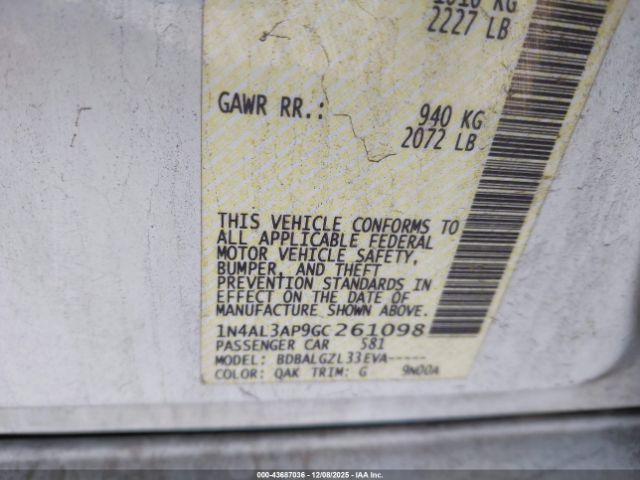 KG
2227 LB
GAWR RR.: 940 KG
2072 LB
THIS VEHICLE CONFORMS TO
ALL APPLICABLE FEDERAL
MOTOR VEHICLE SAFETY,
BUMPER, AND THEFT
PREVENTION STANDARDS IN
EFFECT ON THE DATE OF
MANUFACTURE SHOWN ABOVE.
1N4AL3AP9GC261098
PASSENGER CAR 581
MODEL: BDBALGZL33EVA-----
COLOR: QAK TRIM: G 9N00A
00-43687036 | 12/08/2025 - IAA Inc.